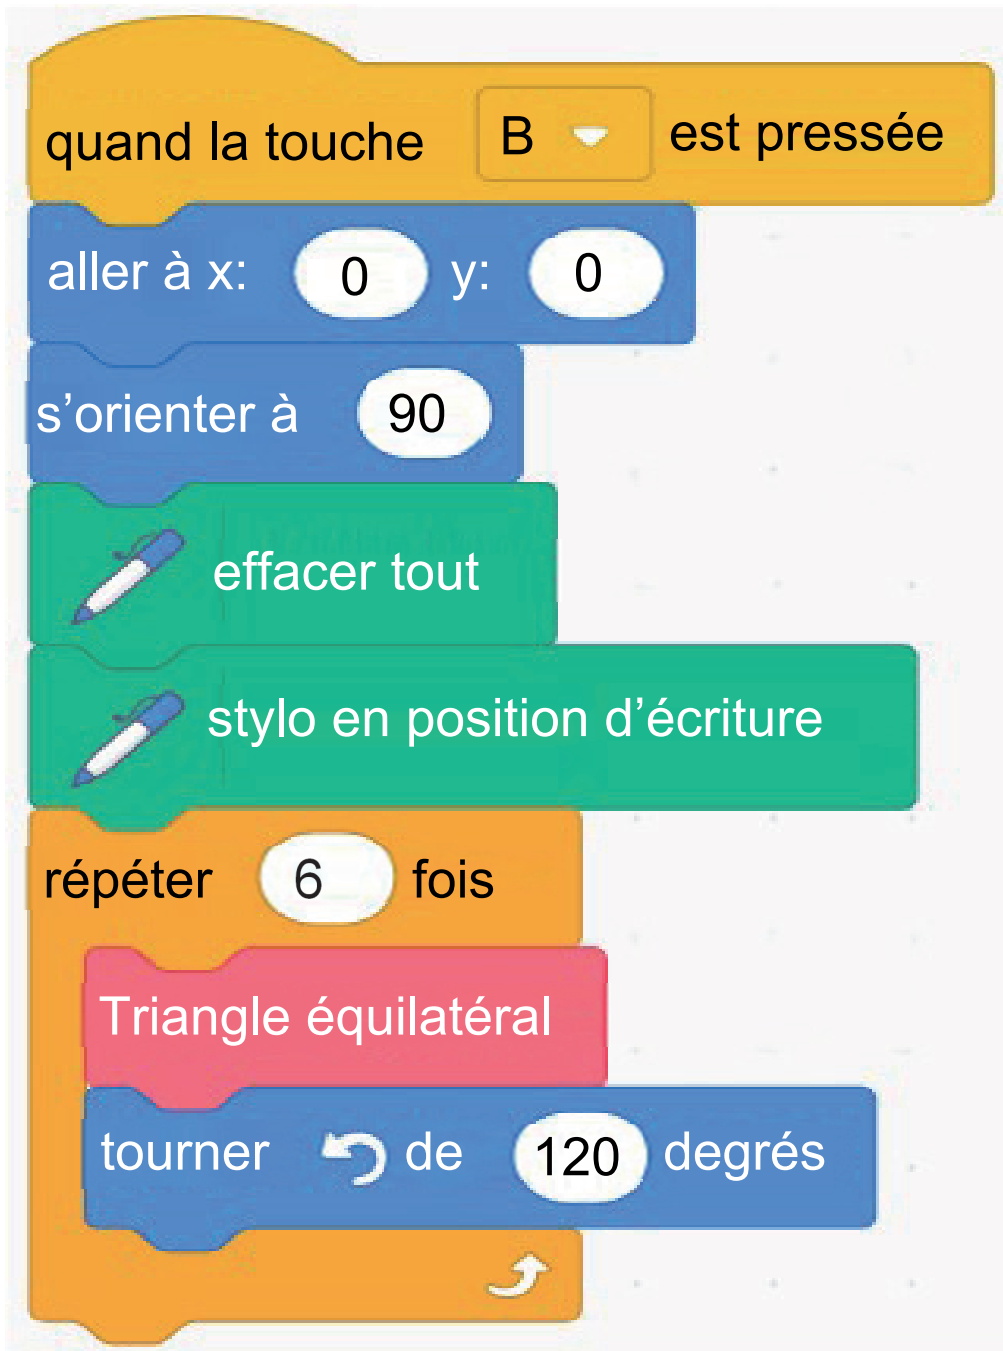 quand la touche B est pressée
aller à x: 0 y: 0
s’orienter à 90
effacer tout
stylo en position d’écriture
répéter 6 fois
Triangle équilatéral
tourner de 120 degrés